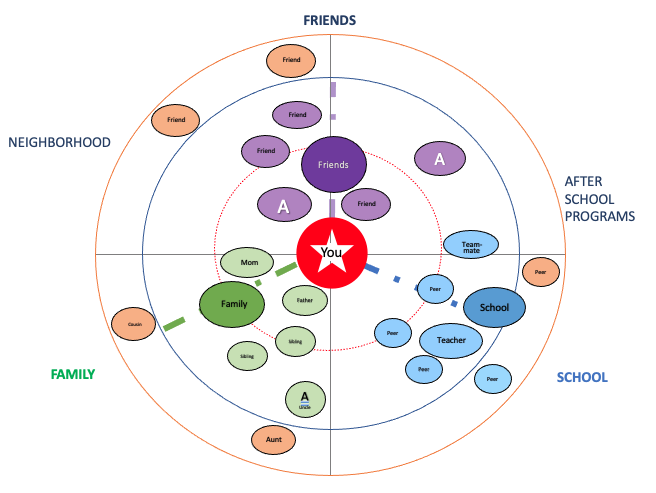 FRIENDS
Friend
Friend
Friend
NEIGHBORHOOD
Friend
Friends
A
AFTER
SCHOOL
PROGRAMS
A
Friend
Team-
mate
You
Mom
Peer
Peer
Family
Father
School
Cousin
Peer
Sibling
Teacher
Sibling
Peer
Peer
FAMILY
SCHOOL
A
Uncle
Aunt